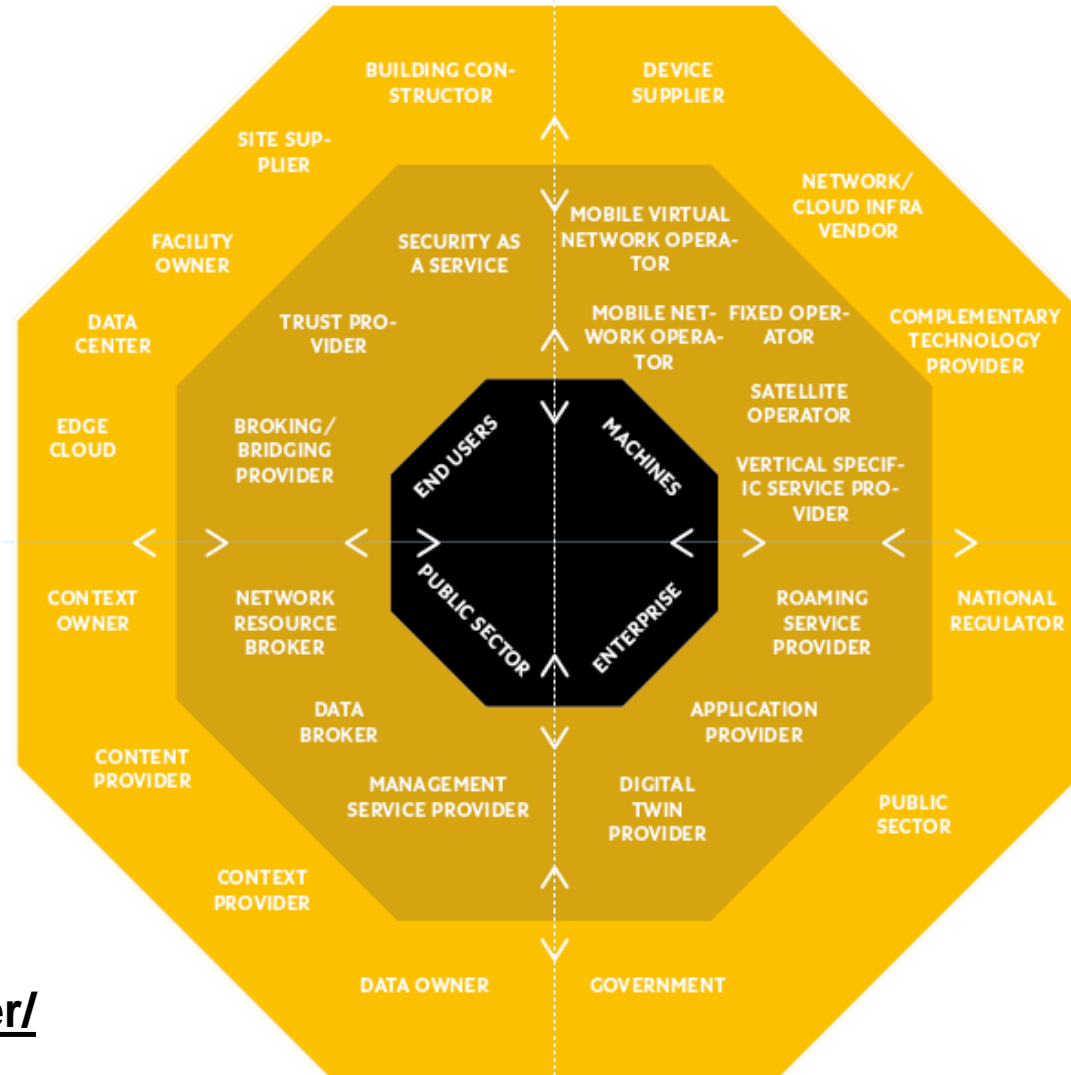 BUILDING CON-
STRUCTOR
DEVICE
SUPPLIER
SITE SUP-
PLIER
NETWORK/
CLOUD INFRA
VENDOR
MOBILE VIRTUAL
NETWORK OPERA-
TOR
FACILITY
OWNER
SECURITY AS
A SERVICE
DATA
CENTER
TRUST PRO-
VIDER
MOBILE NET-
WORK OPERA-
TOR
FIXED OPER-
ATOR
COMPLEMENTARY
TECHNOLOGY
PROVIDER
SATELLITE
OPERATOR
EDGE
CLOUD
BROKING/
BRIDGING
PROVIDER
END USERS
MACHINES
VERTICAL SPECIF-
IC SERVICE PRO-
VIDER
CONTEXT
OWNER
NETWORK
RESOURCE
BROKER
PUBLIC SECTOR
ENTERPRISE
ROAMING
SERVICE
PROVIDER
NATIONAL
REGULATOR
DATA
BROKER
APPLICATION
PROVIDER
CONTENT
PROVIDER
MANAGEMENT
SERVICE PROVIDER
DIGITAL
TWIN
PROVIDER
PUBLIC
SECTOR
CONTEXT
PROVIDER
DATA OWNER
GOVERNMENT
er/